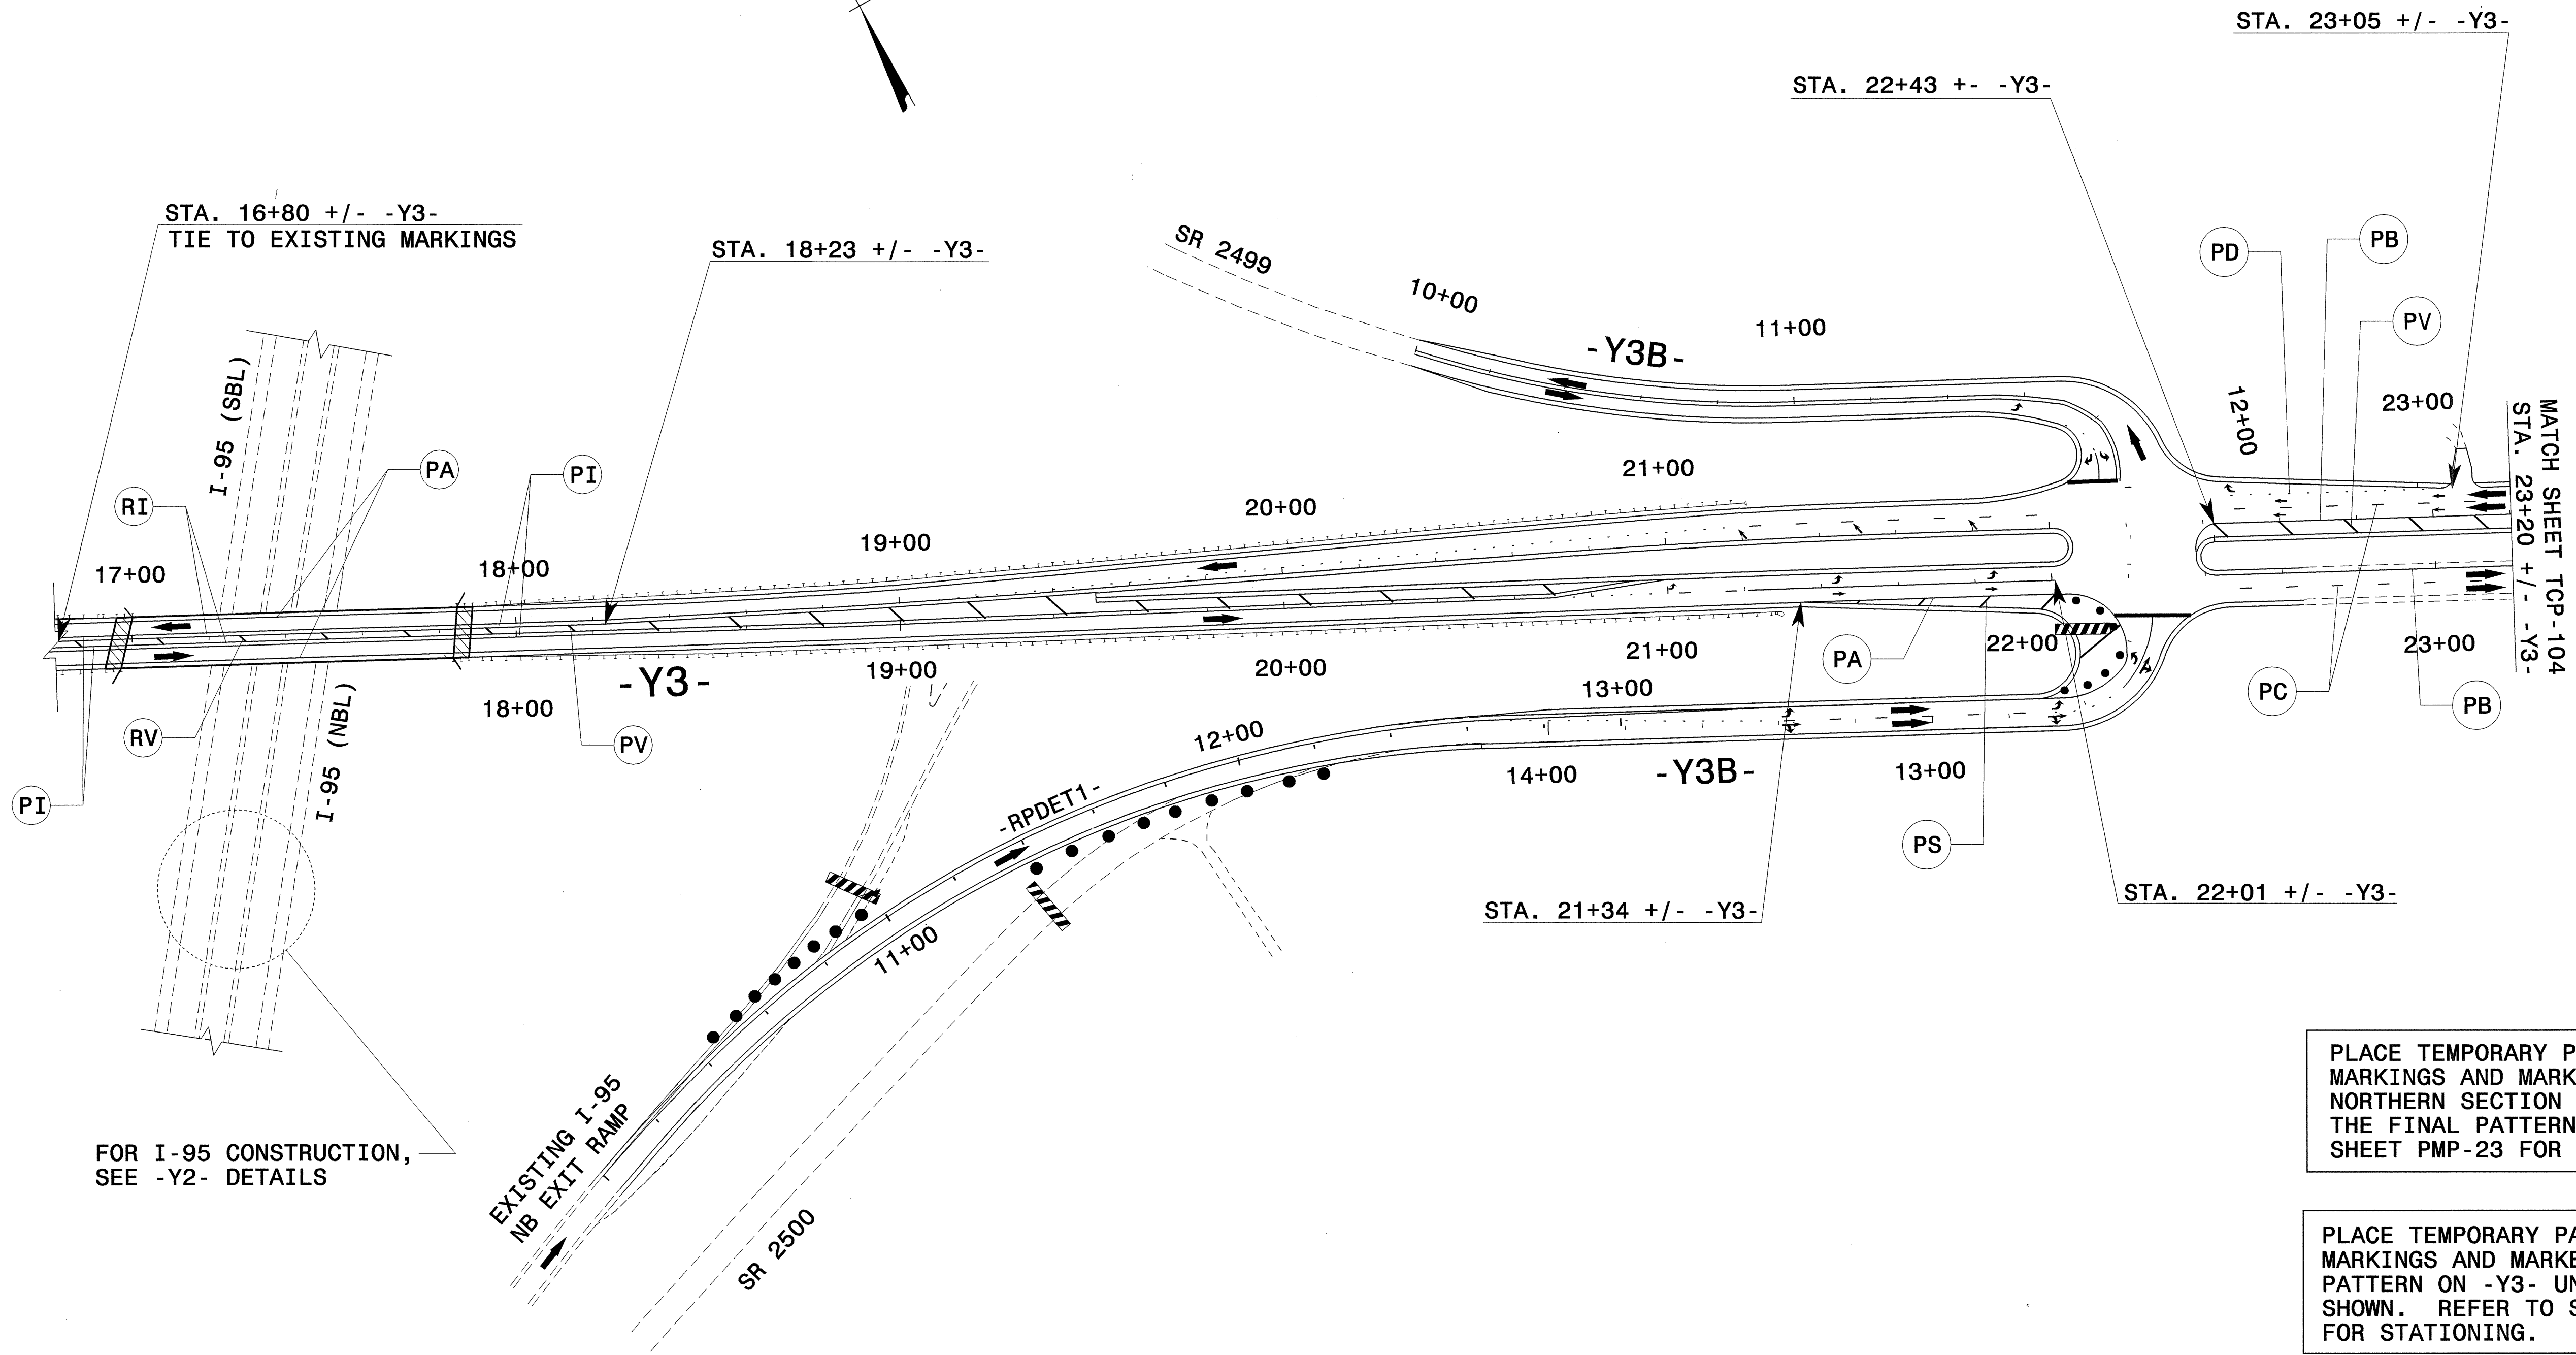 STA. 23+05 +/- -Y3-
STA. 22+43 +- -Y3-
STA. 16+80 +/- -Y3-
TIE TO EXISTING MARKINGS
STA. 18+23 +/- -Y3-
SR 2499
10+00
11+00
-Y3B-
PD
PB
PV
12+00
23+00
MATCH SHEET TCP-104
STA. 23+20 +/- -Y3-
I-95 (SBL)
RI
PA
PI
17+00
18+00
19+00
20+00
21+00
RV
PI
I-95 (NBL)
18+00
-Y3-
PV
19+00
20+00
21+00
22+00
PA
23+00
PC
PB
13+00
12+00
-RPDET1-
11+00
14+00
-Y3B-
13+00
PS
STA. 21+34 +/- -Y3-
STA. 22+01 +/- -Y3-
FOR I-95 CONSTRUCTION,
SEE -Y2- DETAILS
EXISTING I-95
NB EXIT RAMP
SR 2500
PLACE TEMPORARY P
MARKINGS AND MARK
NORTHERN SECTION
THE FINAL PATTERN
SHEET PMP-23 FOR
PLACE TEMPORARY PA
MARKINGS AND MARKE
PATTERN ON -Y3- UN
SHOWN. REFER TO S
FOR STATIONING.